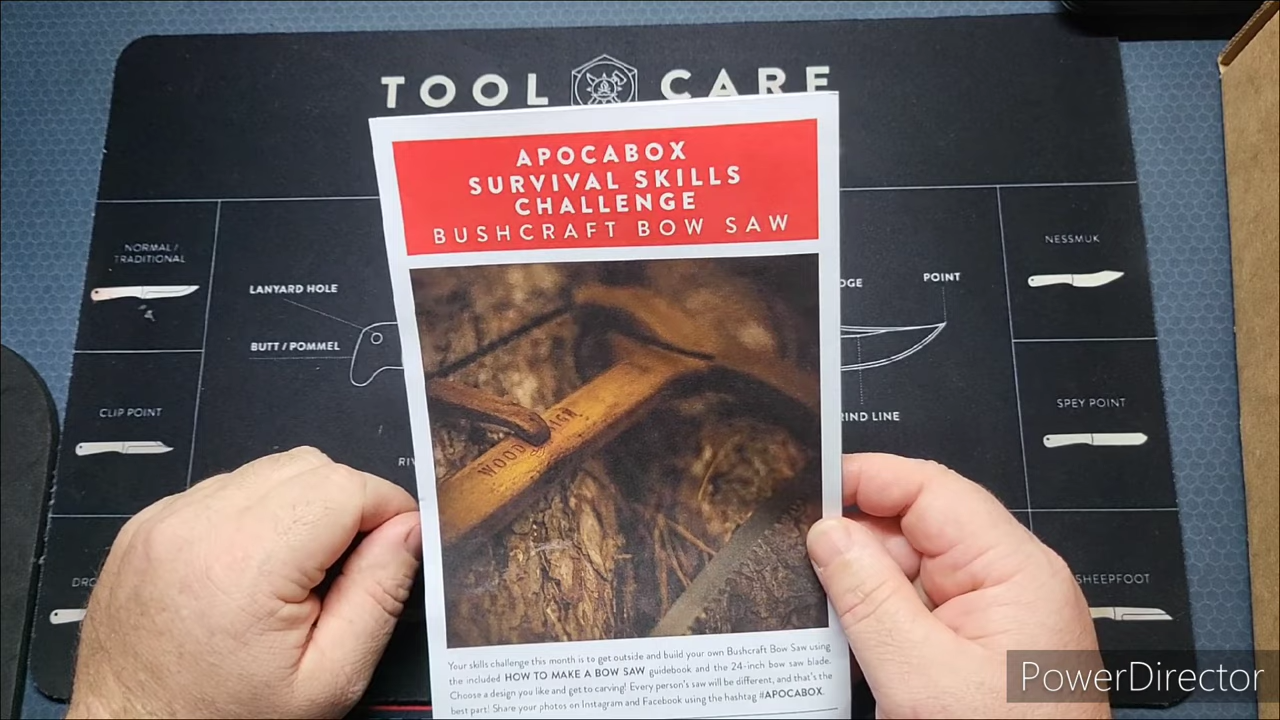 TOOL CARE
APOCABOX
SURVIVAL SKILLS
CHALLENGE
BUSHCRAFT BOW SAW
NORMAL /
TRADITIONAL
LANYARD HOLE
BUTT / POMMEL
CLIP POINT
POINT
NESSMUK
SPEY POINT
SHEEPFOOT
WOOD
Your skills challenge this month is to get outside and build your own Bushcraft Bow Saw using
the included HOW TO MAKE A BOW SAW guidebook and the 24-inch bow saw blade.
Choose a design you like and get to carving! Every person's saw will be different, and that's the
best part! Share your photos on Instagram and Facebook using the hashtag #APOCABOX.
PowerDirector